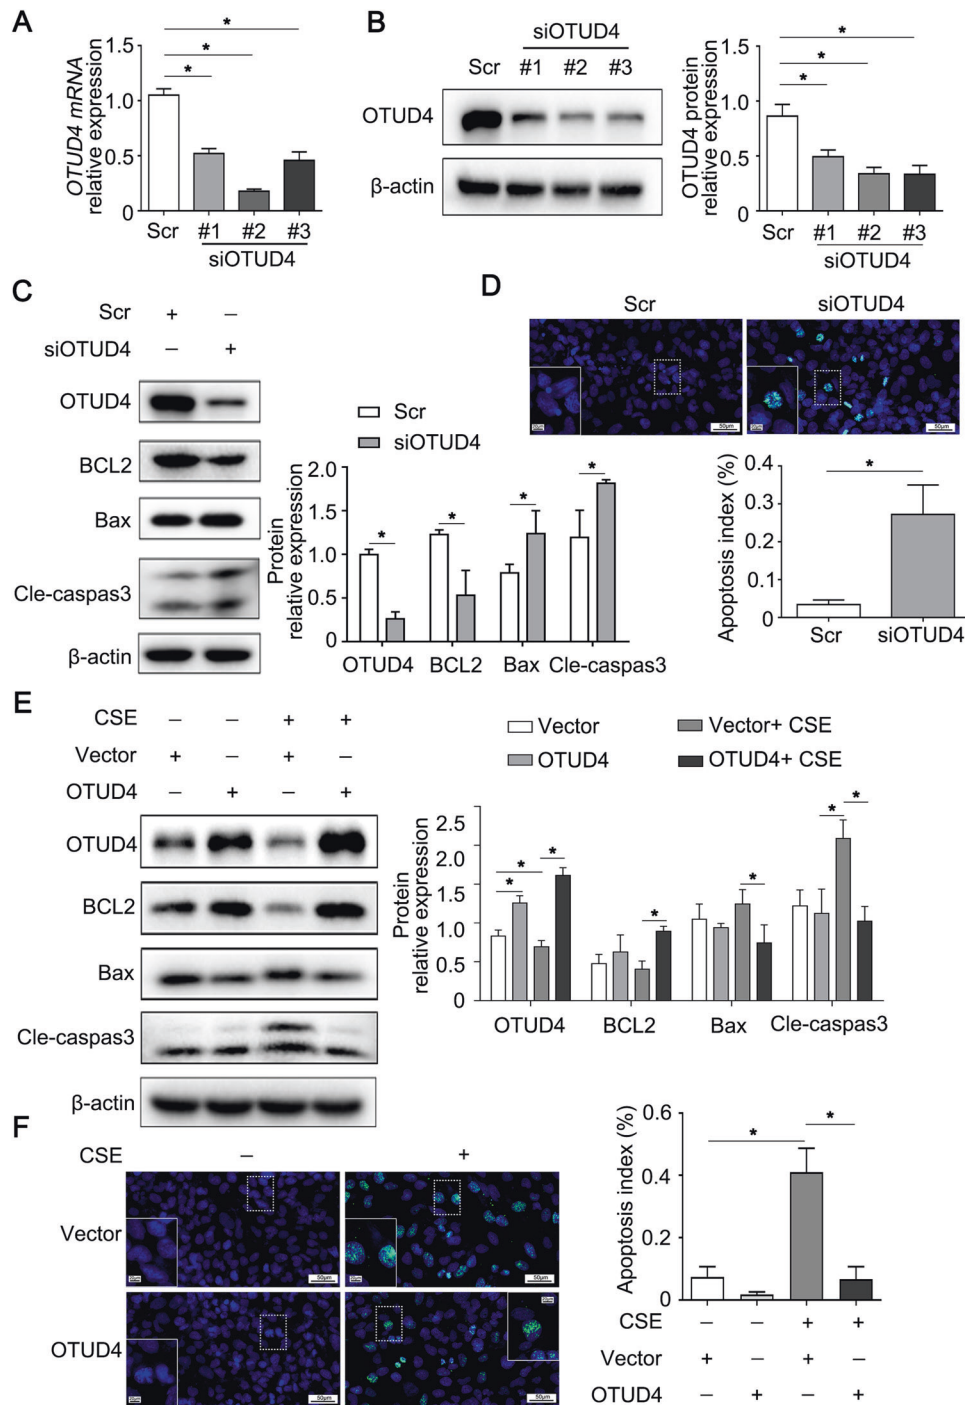 A
OTUD4 mRNA
relative expression
1.5
1.0
0.5
0
*
*
*
Scr
#1
#2
#3
siOTUD4
B
siOTUD4
Scr
#1
#2
#3
OTUD4
β-actin
OTUD4 protein
relative expression
1.5
1.0
0.5
0
*
*
*
Scr
#1
#2
#3
siOTUD4
C
Scr + –
siOTUD4 – +
OTUD4
BCL2
Bax
Cle-caspas3
β-actin
Scr
siOTUD4
Protein
relative expression
2.0
1.5
1.0
0.5
0
*
*
*
*
OTUD4
BCL2
Bax
Cle-caspas3
D
Scr
siOTUD4
50μm
50μm
Apoptosis index (%)
0.4
0.3
0.2
0.1
0
*
Scr
siOTUD4
E
CSE – – + +
Vector + – + –
OTUD4 – + – +
OTUD4
BCL2
Bax
Cle-caspas3
β-actin
Vector
OTUD4
Vector+ CSE
OTUD4+ CSE
Protein
relative expression
2.5
1.5
1.0
0.5
0
*
*
*
*
*
*
*
OTUD4
BCL2
Bax
Cle-caspas3
F
CSE – +
Vector
OTUD4
50μm
50μm
50μm
50μm
Apoptosis index (%)
0.6
0.4
0.2
0
*
*
CSE – – + +
Vector + – + –
OTUD4 – + – +